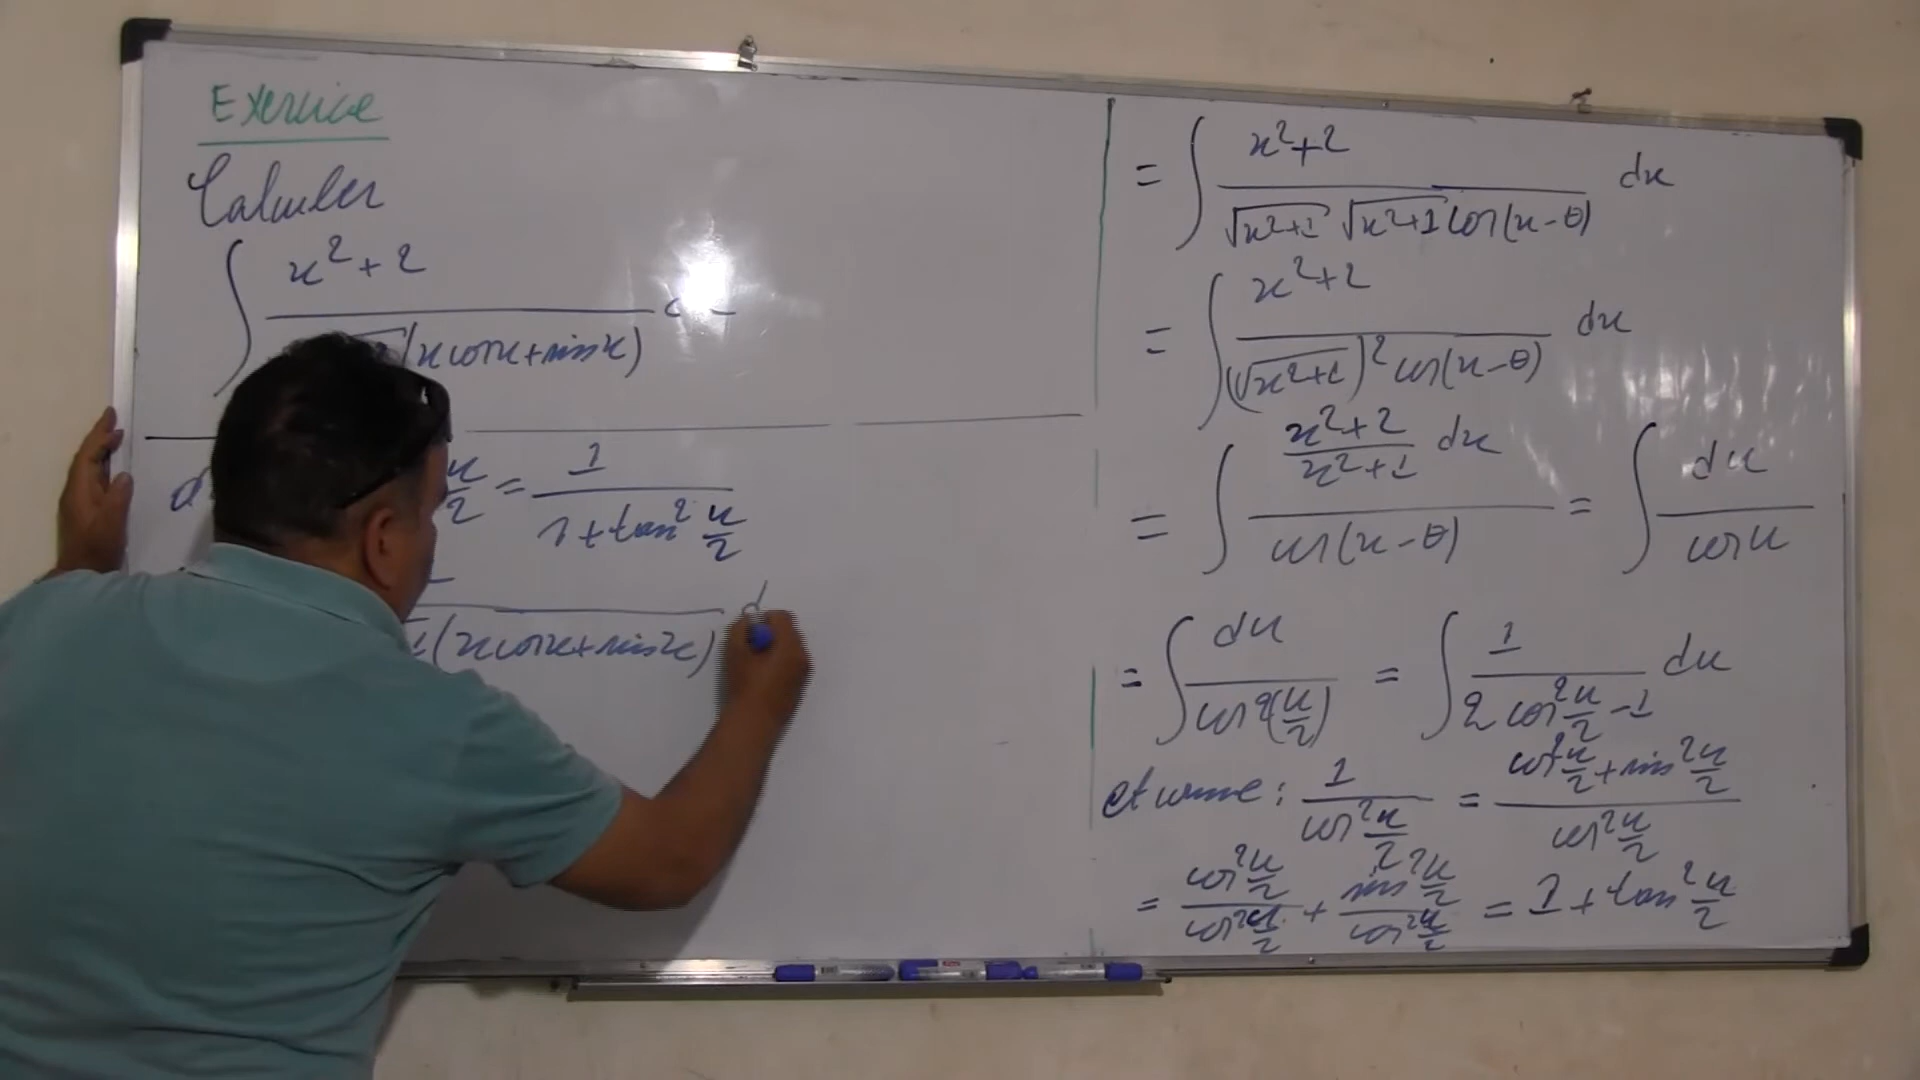 Exercice
Calculer
∫ x²+2 / (x cos x + sin x)
u/2 = 1 / 1 + tan² u/2
(x cos x + sin x) d
= ∫ x²+2 / √x²+1 √x²+1 cos(x-θ) dx
= ∫ x²+2 / (√x²+1)² cos(x-θ) dx
= ∫ x²+2 / x²+1 dx / cos(x-θ) = ∫ du / cos u
= ∫ du / cos 2(u/2) = ∫ 1 / 2 cos² u/2 - 1 du
et comme : 1 / cos² u/2 = cos² u/2 + sin² u/2 / cos² u/2
= cos² u/2 / cos² u/2 + sin² u/2 / cos² u/2 = 1 + tan² u/2